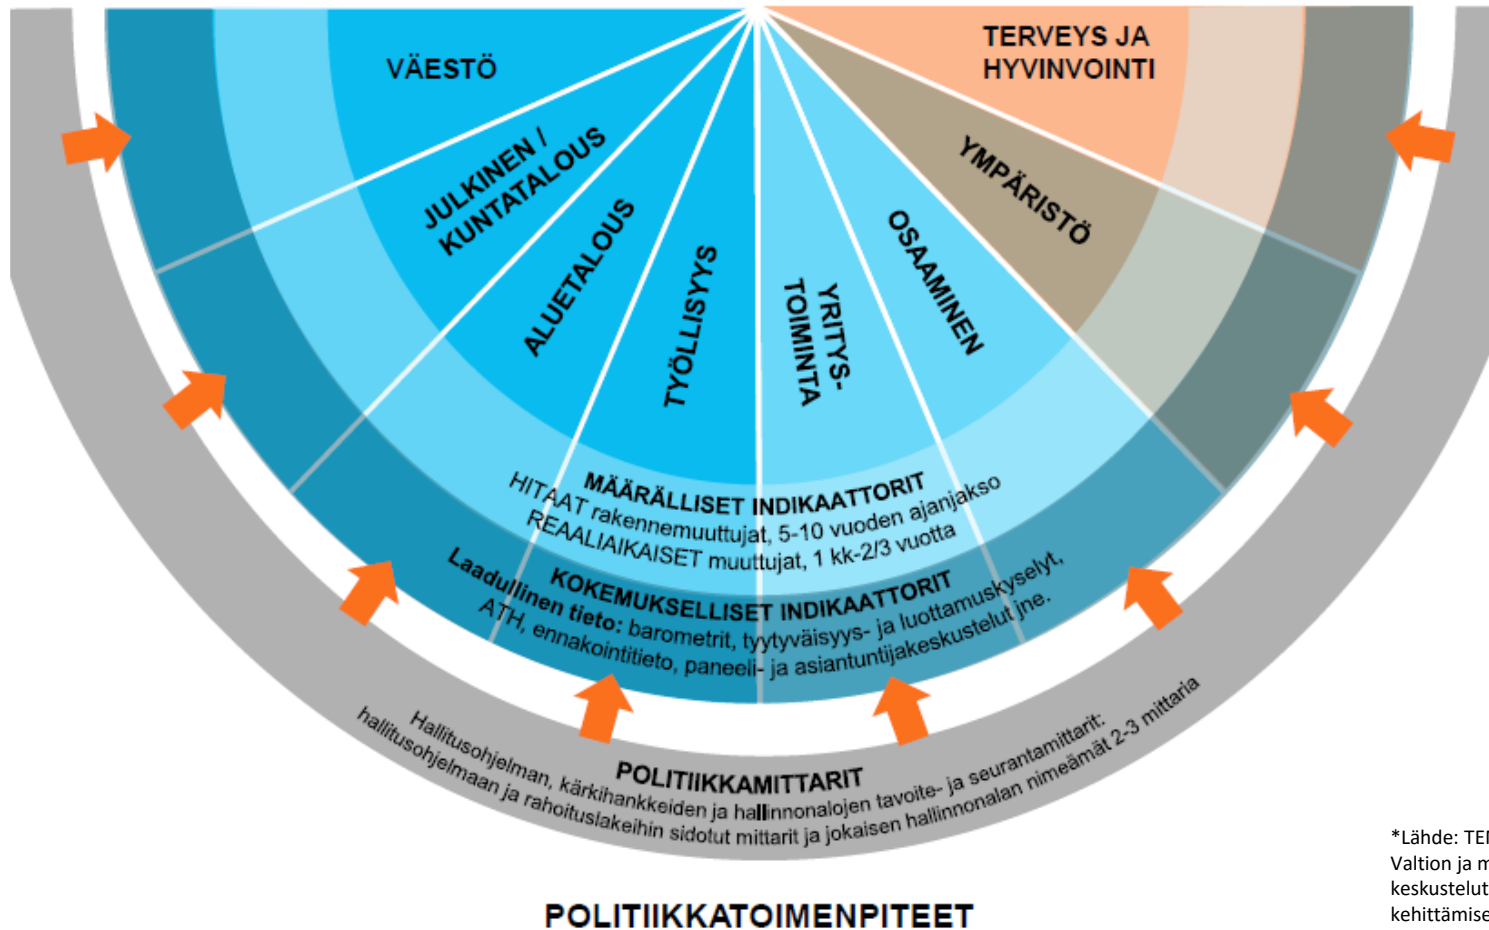 VÄESTÖ
TERVEYS JA
HYVINVOINTI
JULKINEN /
KUNTATALOUS
ALUETALOUS
TYÖLLISYYS
YRITYS-
TOIMINTA
OSAAMINEN
YMPÄRISTÖ
MÄÄRÄLLISET INDIKAATTORIT
HITAAT rakennemuuttujat, 5-10 vuoden ajanjakso
REAALIAIKAISET muuttujat, 1 kk-2/3 vuotta
KOKEMUKSELLISET INDIKAATTORIT
Laadullinen tieto: barometrit, tyytyväisyys- ja luottamuskyselyt,
ATH, ennakointitieto, paneeli- ja asiantuntijakeskustelut jne.
POLITIIKKAMITTARIT
Hallitusohjelman, kärkihankkeiden ja hallinnonalojen tavoite- ja seurantamittarit:
hallitusohjelmaan ja rahoituslakeihin sidotut mittarit ja jokaisen hallinnonalan nimeämät 2-3 mittaria
*Lähde:
Valtion ja
keskustelut
POLITIIKKATOIMENPITEET